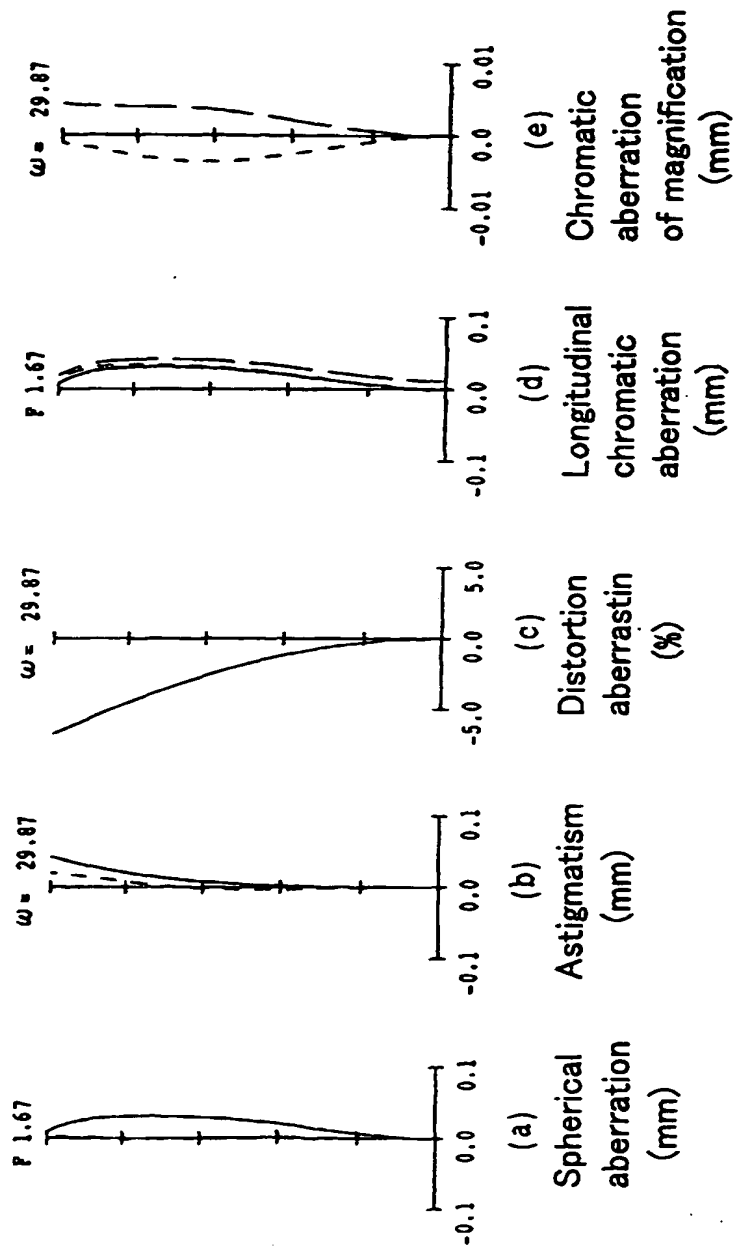 F 1.67
-0.1 0.0 0.1
(a)
Spherical
aberration
(mm)
ω = 29.87
-0.1 0.0 0.1
(b)
Astigmatism
(mm)
ω = 29.87
-5.0 0.0 5.0
(c)
Distortion
aberrastin
(%)
F 1.67
-0.1 0.0 0.1
(d)
Longitudinal
chromatic
aberration
(mm)
ω = 29.87
-0.01 0.0 0.01
(e)
Chromatic
aberration
of magnification
(mm)